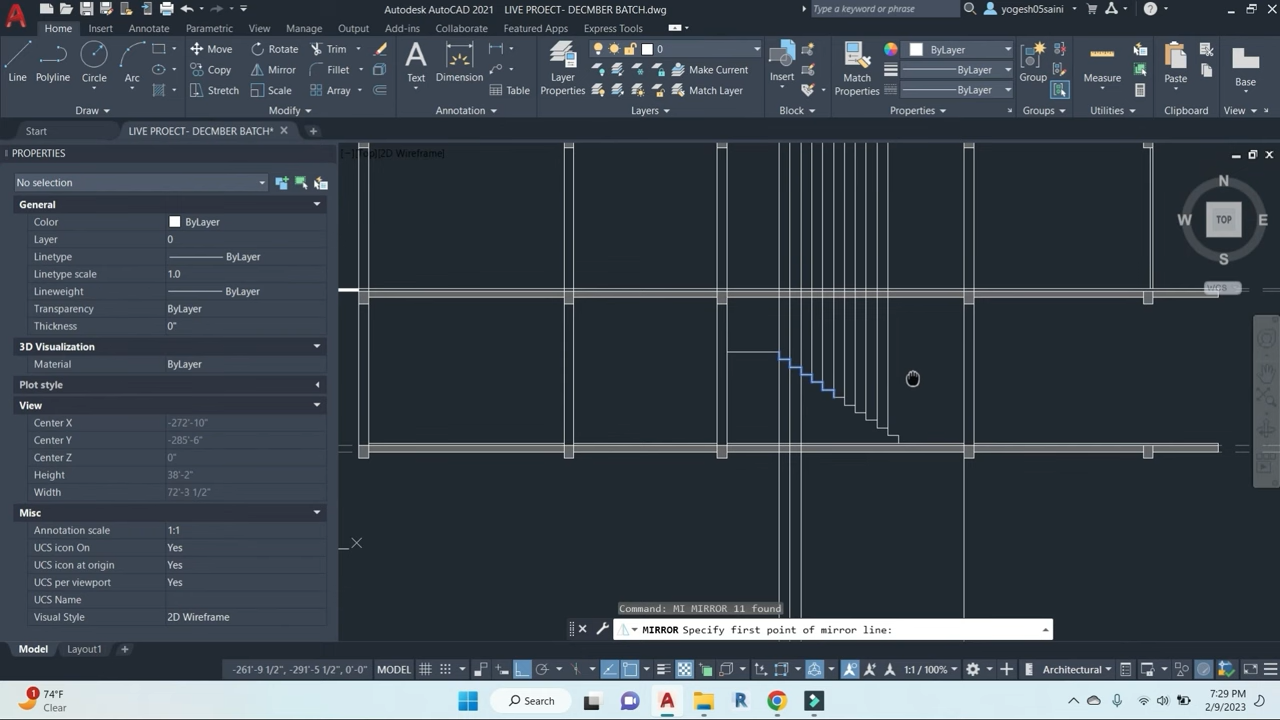 Autodesk AutoCAD 2021 LIVE PROECT- DECMBER BATCH.dwg Type a keyword or phrase yogesh05saini
Home Insert Annotate Parametric View Manage Output Add-ins Collaborate Featured Apps
Move Rotate Trim 0 ByLayer
Line Polyline Circle Arc Copy Mirror Fillet Text Dimension Table Layer Properties Make Current Insert Match Properties ByLayer Group Measure Paste Base
Stretch Scale Array Match Layer ByLayer
Draw Modify Annotation Layers Block Properties Groups Utilities Clipboard View
Start LIVE PROECT- DECMBER BATCH*
PROPERTIES
[−][Top][2D Wireframe]
No selection
General
Color ByLayer
Layer 0
Linetype ByLayer
Linetype scale 1.0
Lineweight ByLayer
Transparency ByLayer
Thickness 0"
3D Visualization
Material ByLayer
Plot style
View
Center X -272'-10"
Center Y -285'-6"
Center Z 0"
Height 38'-2"
Width 72'-3 1/2"
Misc
Annotation scale 1:1
UCS icon On Yes
UCS icon at origin Yes
UCS per viewport Yes
UCS Name
Visual Style 2D Wireframe
N
W TOP E
S
WCS
Command: MI MIRROR 11 found
MIRROR Specify first point of mirror line:
Model Layout1
-261'-9 1/2", -291'-5 1/2", 0'-0" MODEL 1:1 / 100% Architectural
1
74°F
Clear
Search
7:29 PM
2/9/2023